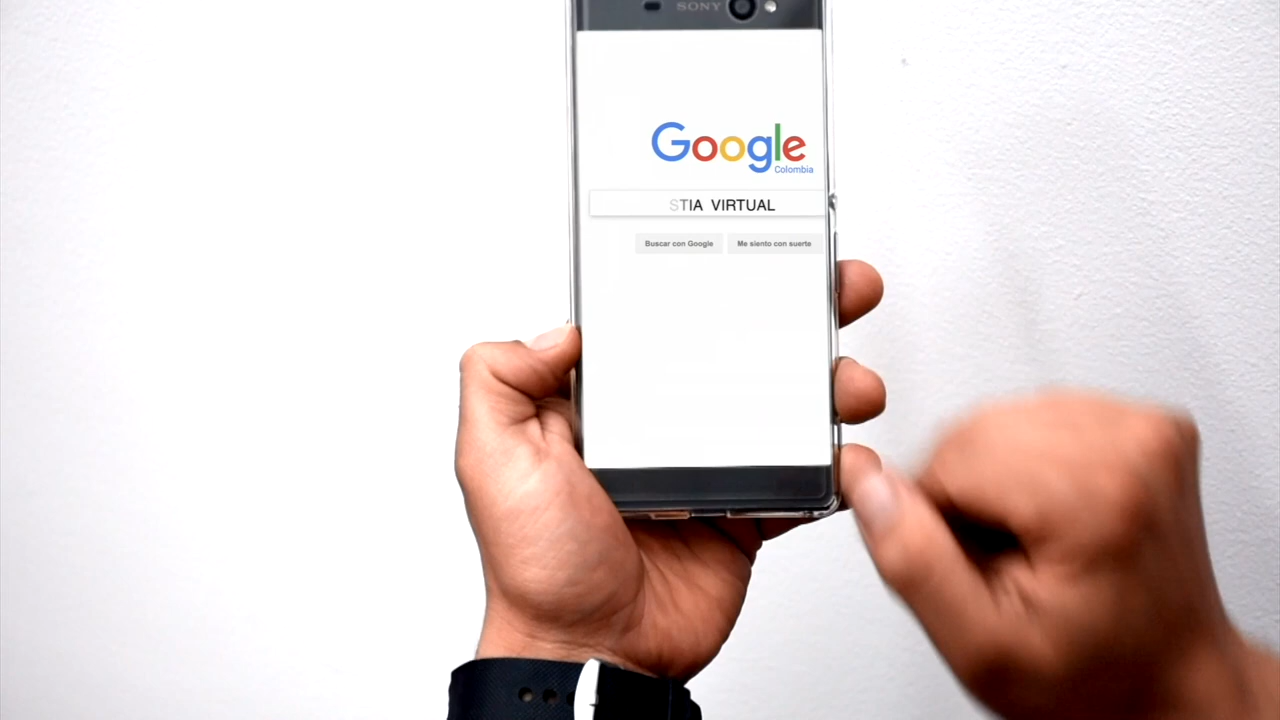 SONY
Google
Colombia
STIA VIRTUAL
Buscar con Google
Me siento con suerte